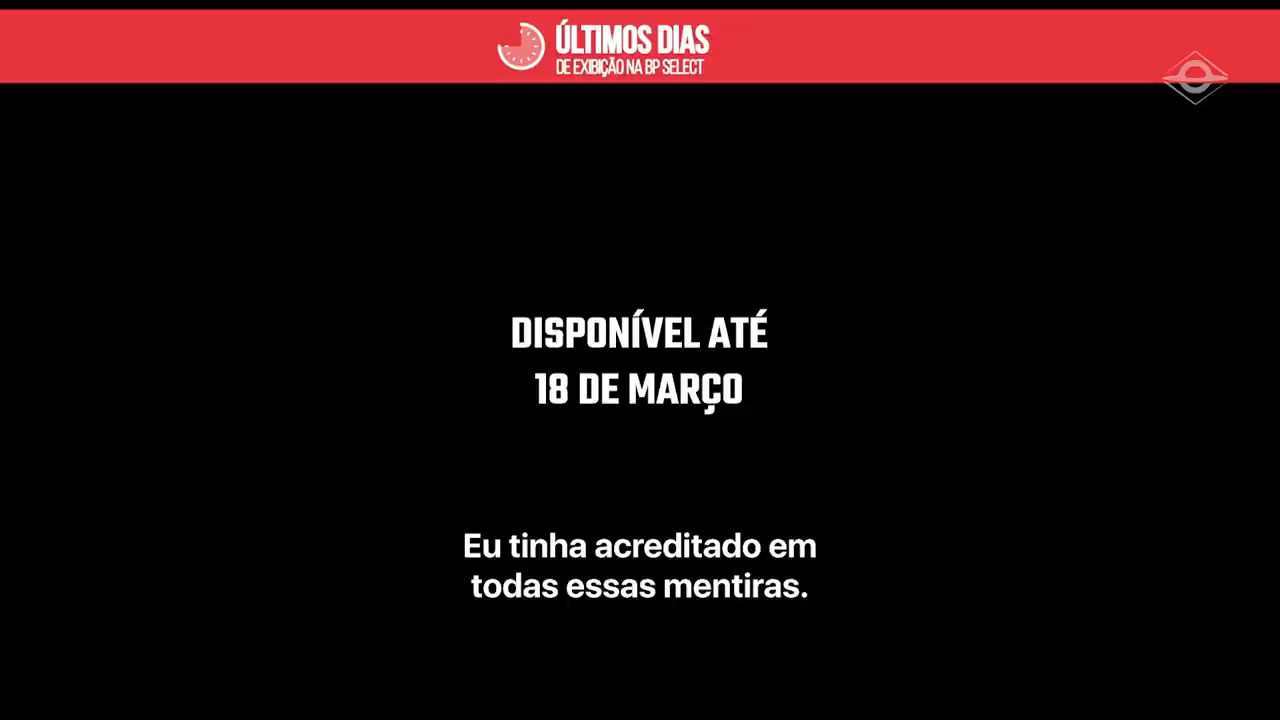 ÚLTIMOS DIAS
DE EXIBIÇÃO NA BP SELECT
DISPONÍVEL ATÉ
18 DE MARÇO
Eu tinha acreditado em
todas essas mentiras.